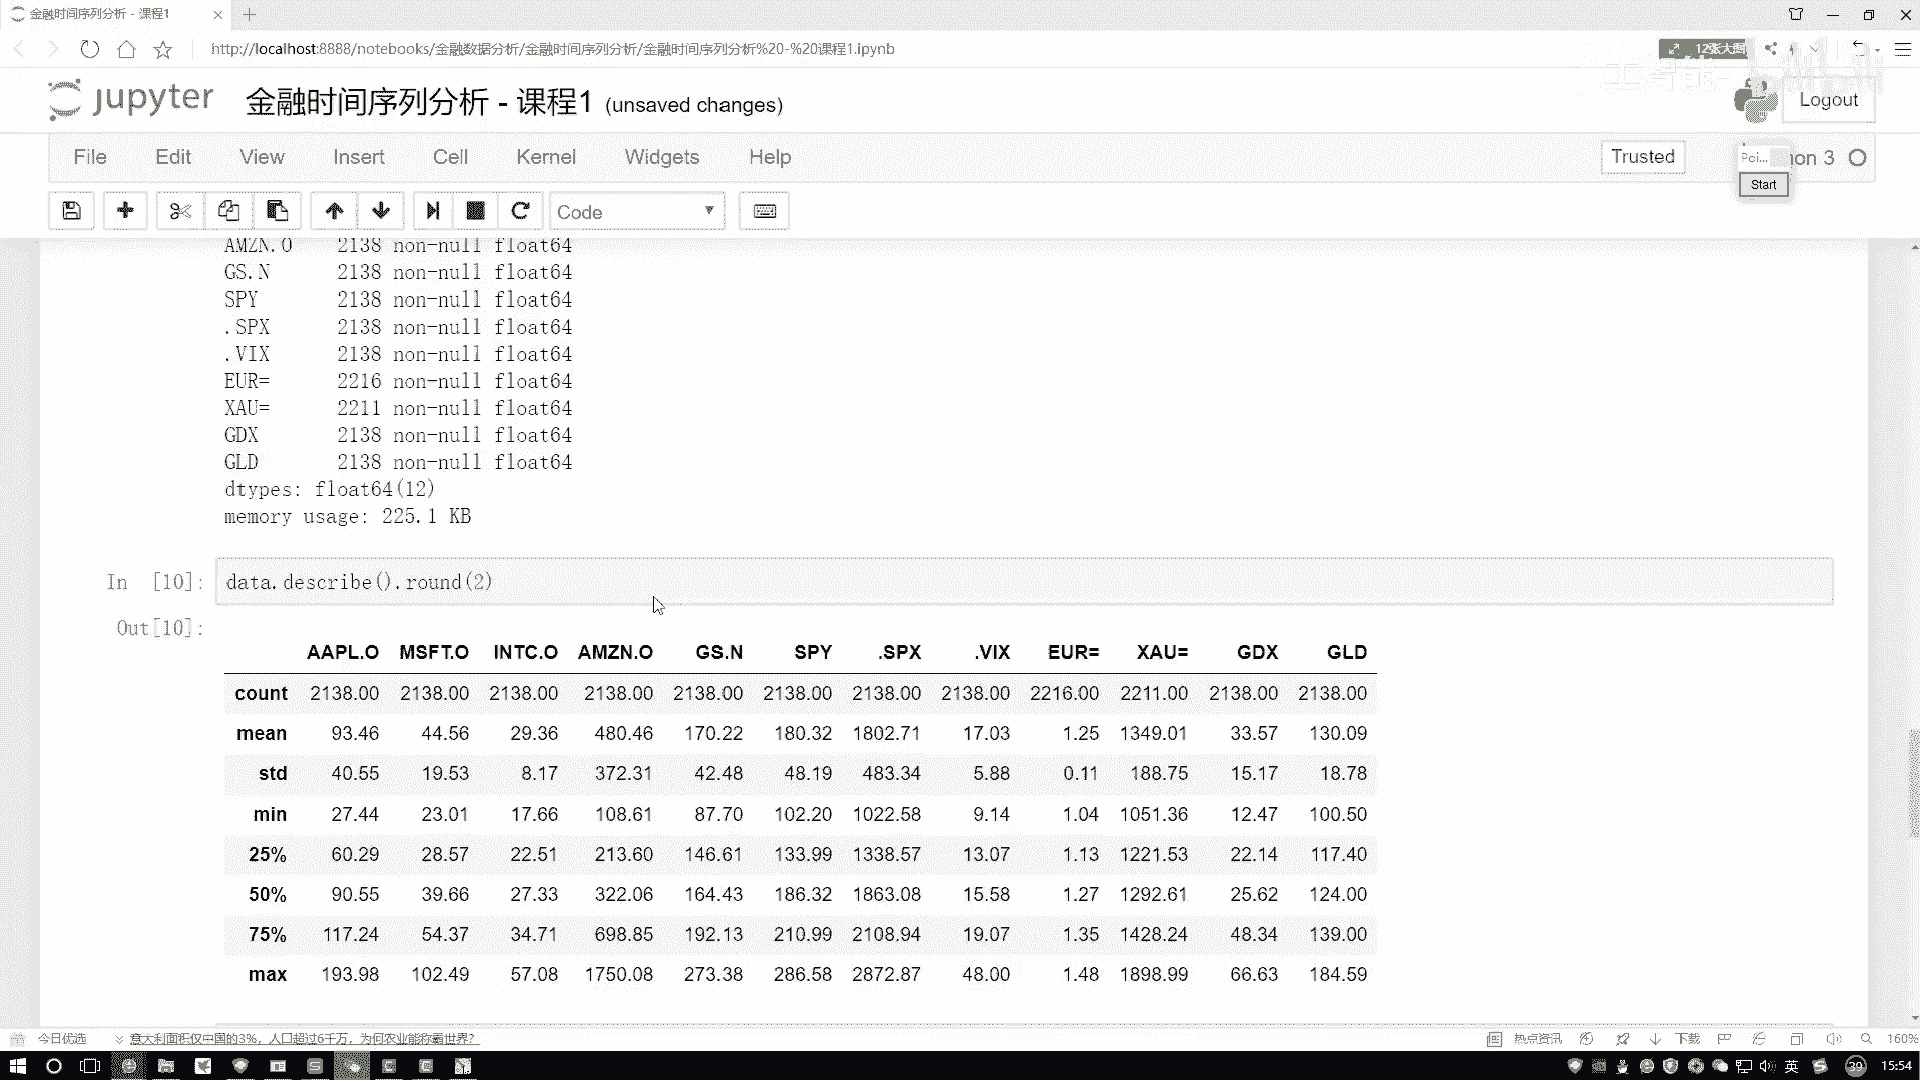 金融时间序列分析 - 课程1
http://localhost:8888/notebooks/金融数据分析/金融时间序列分析/金融时间序列分析%20-%20课程1.ipynb
12张大图
jupyter 金融时间序列分析 - 课程1 (unsaved changes)
Logout
File Edit View Insert Cell Kernel Widgets Help
Trusted
Poi... on 3
Start
Code
AMZN.O 2138 non-null float64
GS.N 2138 non-null float64
SPY 2138 non-null float64
.SPX 2138 non-null float64
.VIX 2138 non-null float64
EUR= 2216 non-null float64
XAU= 2211 non-null float64
GDX 2138 non-null float64
GLD 2138 non-null float64
dtypes: float64(12)
memory usage: 225.1 KB
In [10]: data.describe().round(2)
Out[10]:
AAPL.O MSFT.O INTC.O AMZN.O GS.N SPY .SPX .VIX EUR= XAU= GDX GLD
count 2138.00 2138.00 2138.00 2138.00 2138.00 2138.00 2138.00 2138.00 2216.00 2211.00 2138.00 2138.00
mean 93.46 44.56 29.36 480.46 170.22 180.32 1802.71 17.03 1.25 1349.01 33.57 130.09
std 40.55 19.53 8.17 372.31 42.48 48.19 483.34 5.88 0.11 188.75 15.17 18.78
min 27.44 23.01 17.66 108.61 87.70 102.20 1022.58 9.14 1.04 1051.36 12.47 100.50
25% 60.29 28.57 22.51 213.60 146.61 133.99 1338.57 13.07 1.13 1221.53 22.14 117.40
50% 90.55 39.66 27.33 322.06 164.43 186.32 1863.08 15.58 1.27 1292.61 25.62 124.00
75% 117.24 54.37 34.71 698.85 192.13 210.99 2108.94 19.07 1.35 1428.24 48.34 139.00
max 193.98 102.49 57.08 1750.08 273.38 286.58 2872.87 48.00 1.48 1898.99 66.63 184.59
今日优选 意大利面积仅中国的3%，人口超过6千万，为何农业能称霸世界？
热点资讯 下载 160%
英 39 15:54